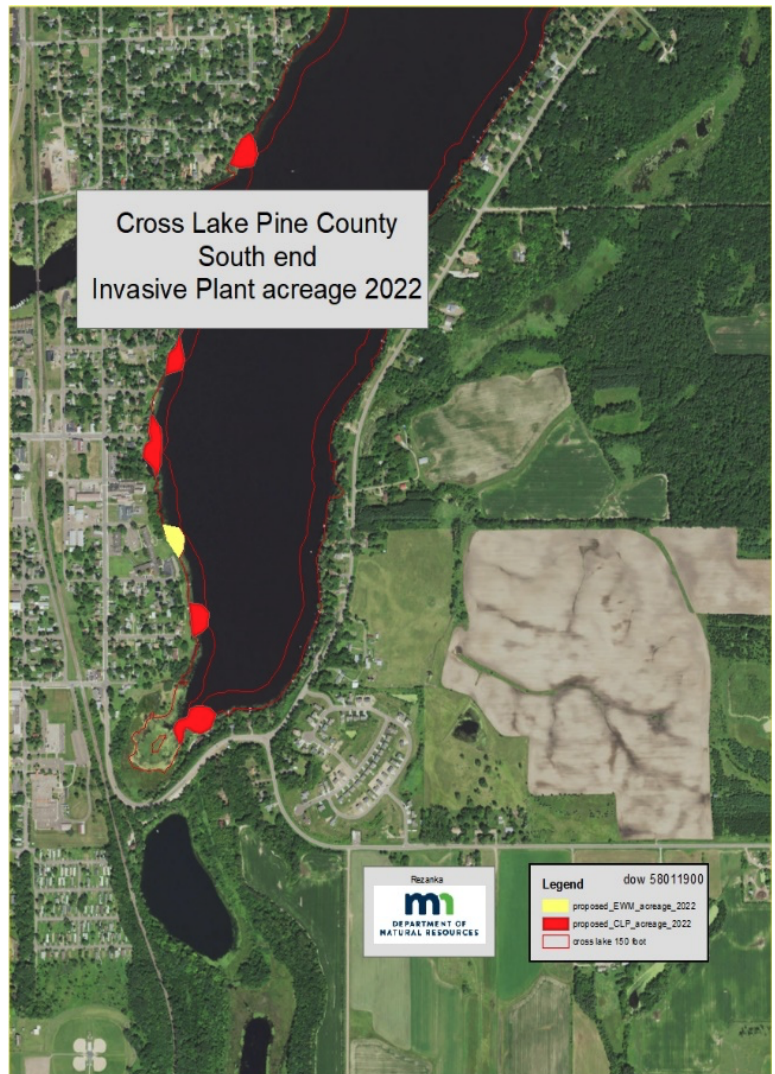 Cross Lake Pine County
South end
Invasive Plant acreage 2022
Rezanka
mn
DEPARTMENT OF
NATURAL RESOURCES
Legend dow 58011900
proposed_EWM_acreage_2022
proposed_CLP_acreage_2022
cross lake 150 foot